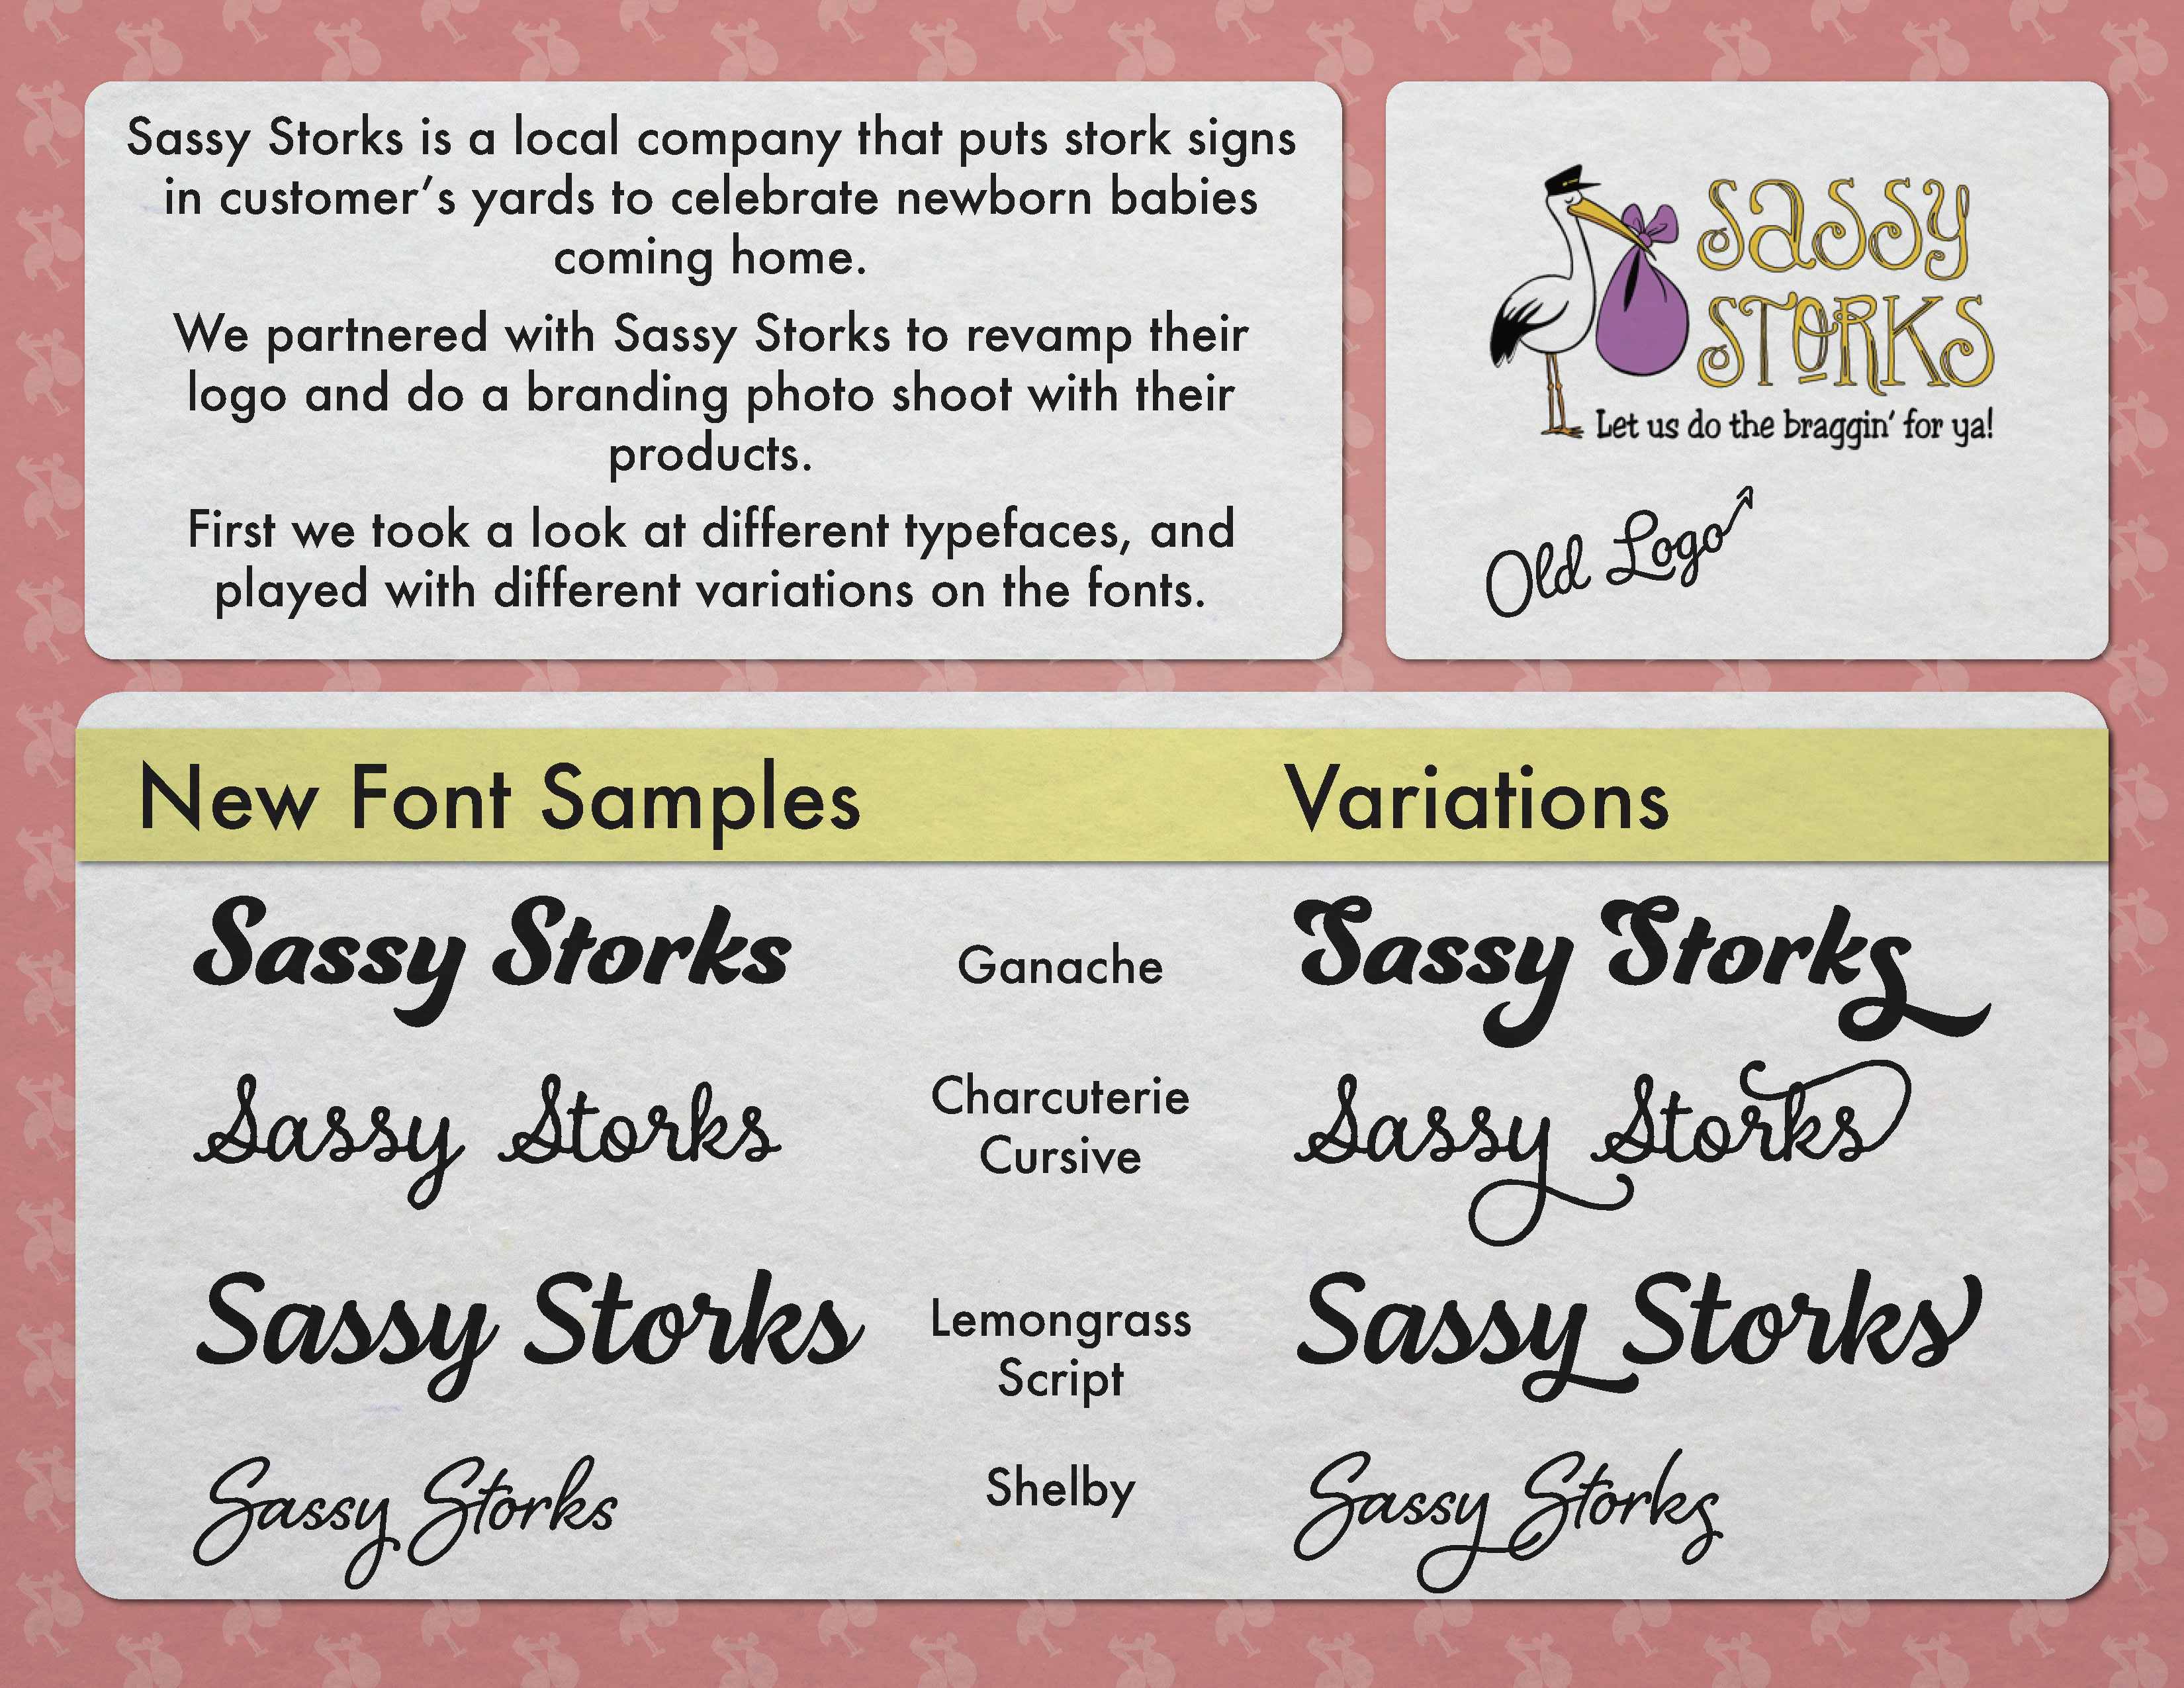 Sassy Storks is a local company that puts stork signs
in customer’s yards to celebrate newborn babies
coming home.
We partnered with Sassy Storks to revamp their
logo and do a branding photo shoot with their
products.
First we took a look at different typefaces, and
played with different variations on the fonts.
SASSY
STORKS
Let us do the braggin’ for ya!
Old Logo
New Font Samples
Variations
Sassy Storks
Ganache
Sassy Storks
Sassy Storks
Charcuterie
Cursive
Sassy Storks
Sassy Storks
Lemongrass
Script
Sassy Storks
Sassy Storks
Shelby
Sassy Storks